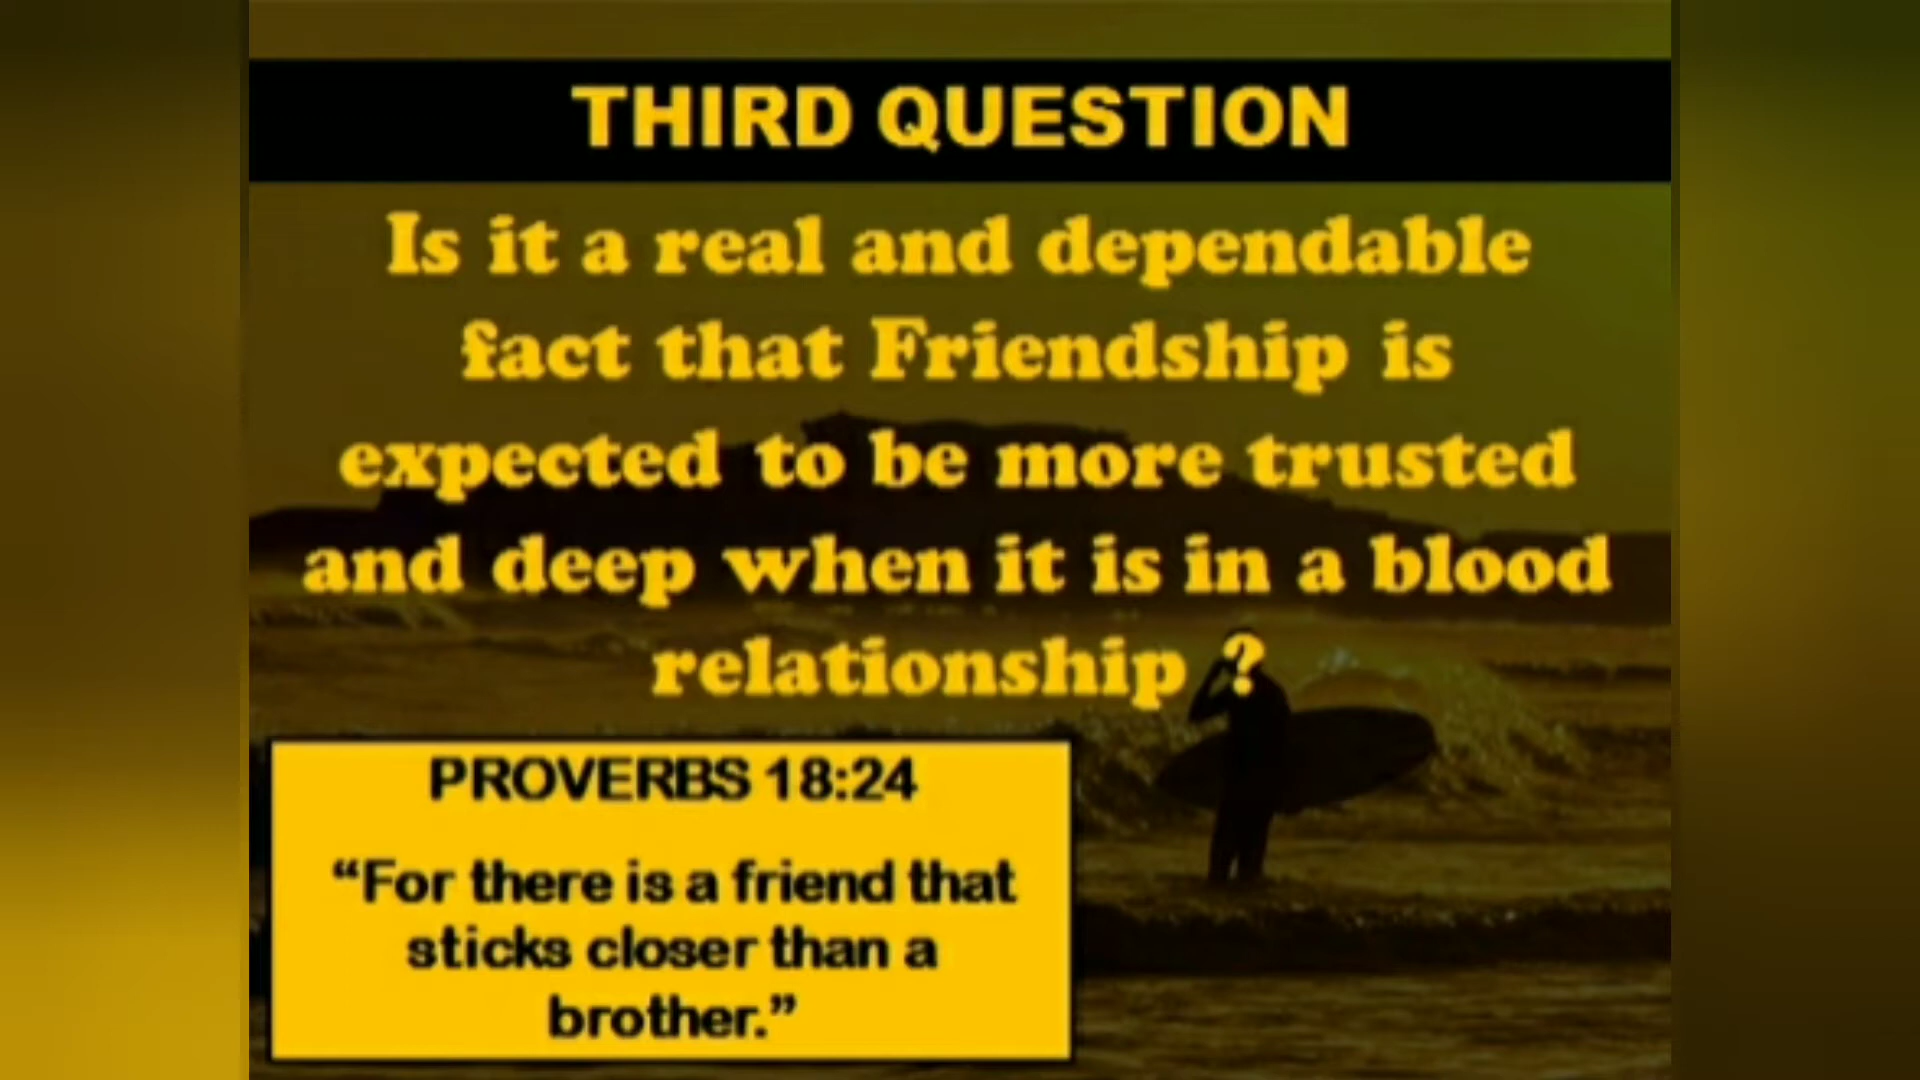 THIRD QUESTION
Is it a real and dependable
fact that Friendship is
expected to be more trusted
and deep when it is in a blood
relationship ?
PROVERBS 18:24
“For there is a friend that
sticks closer than a
brother.”